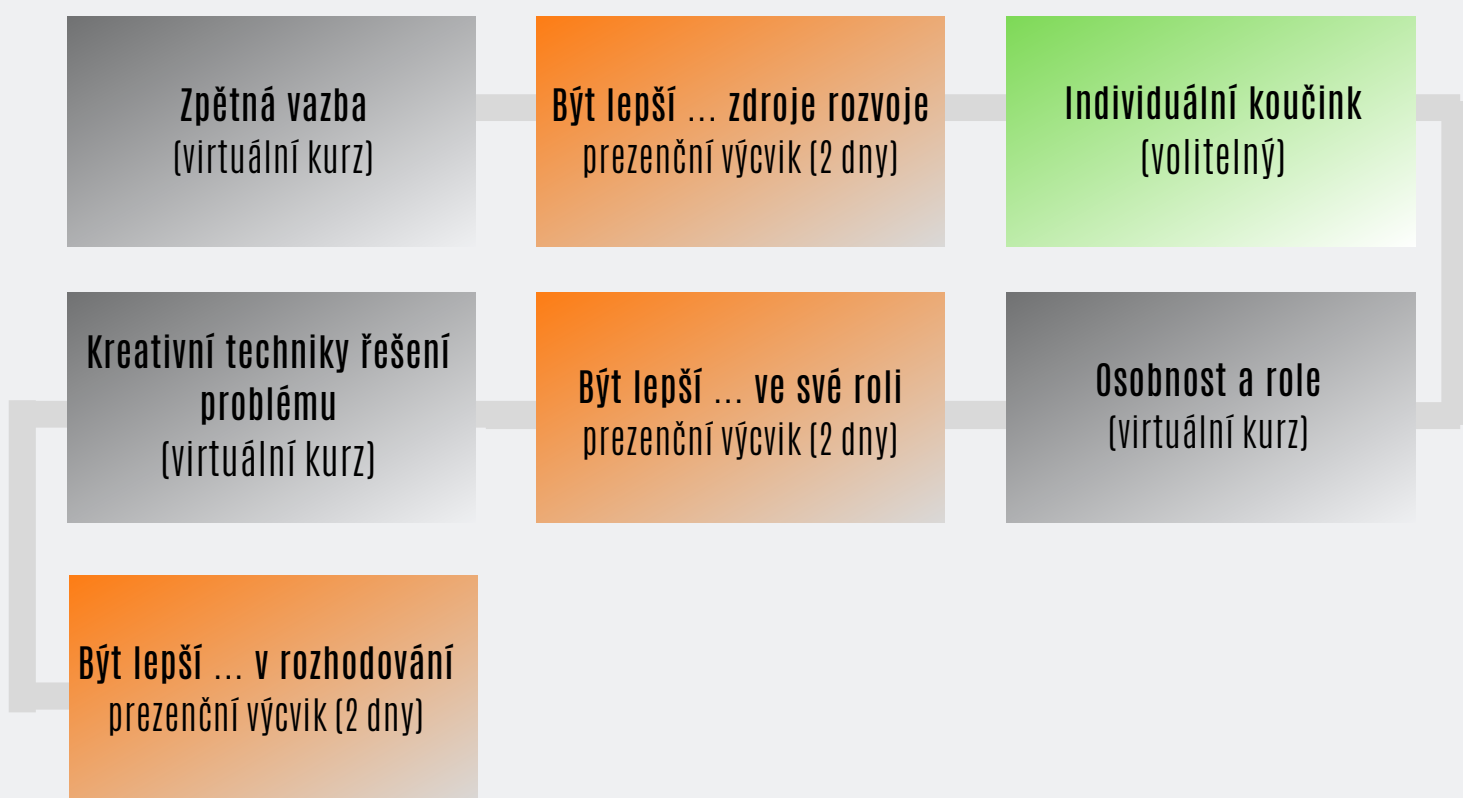 Zpětná vazba
(virtuální kurz)
Být lepší ... zdroje rozvoje
prezenční výcvik (2 dny)
Individuální koučink
(volitelný)
Kreativní techniky řešení
problému
(virtuální kurz)
Být lepší ... ve své roli
prezenční výcvik (2 dny)
Osobnost a role
(virtuální kurz)
Být lepší ... v rozhodování
prezenční výcvik (2 dny)